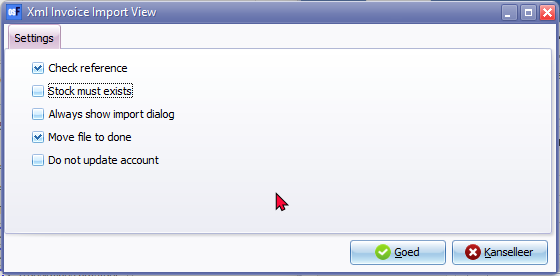 Xml Invoice Import View
Settings
Check reference
Stock must exists
Always show import dialog
Move file to done
Do not update account
Goed Kanselleer